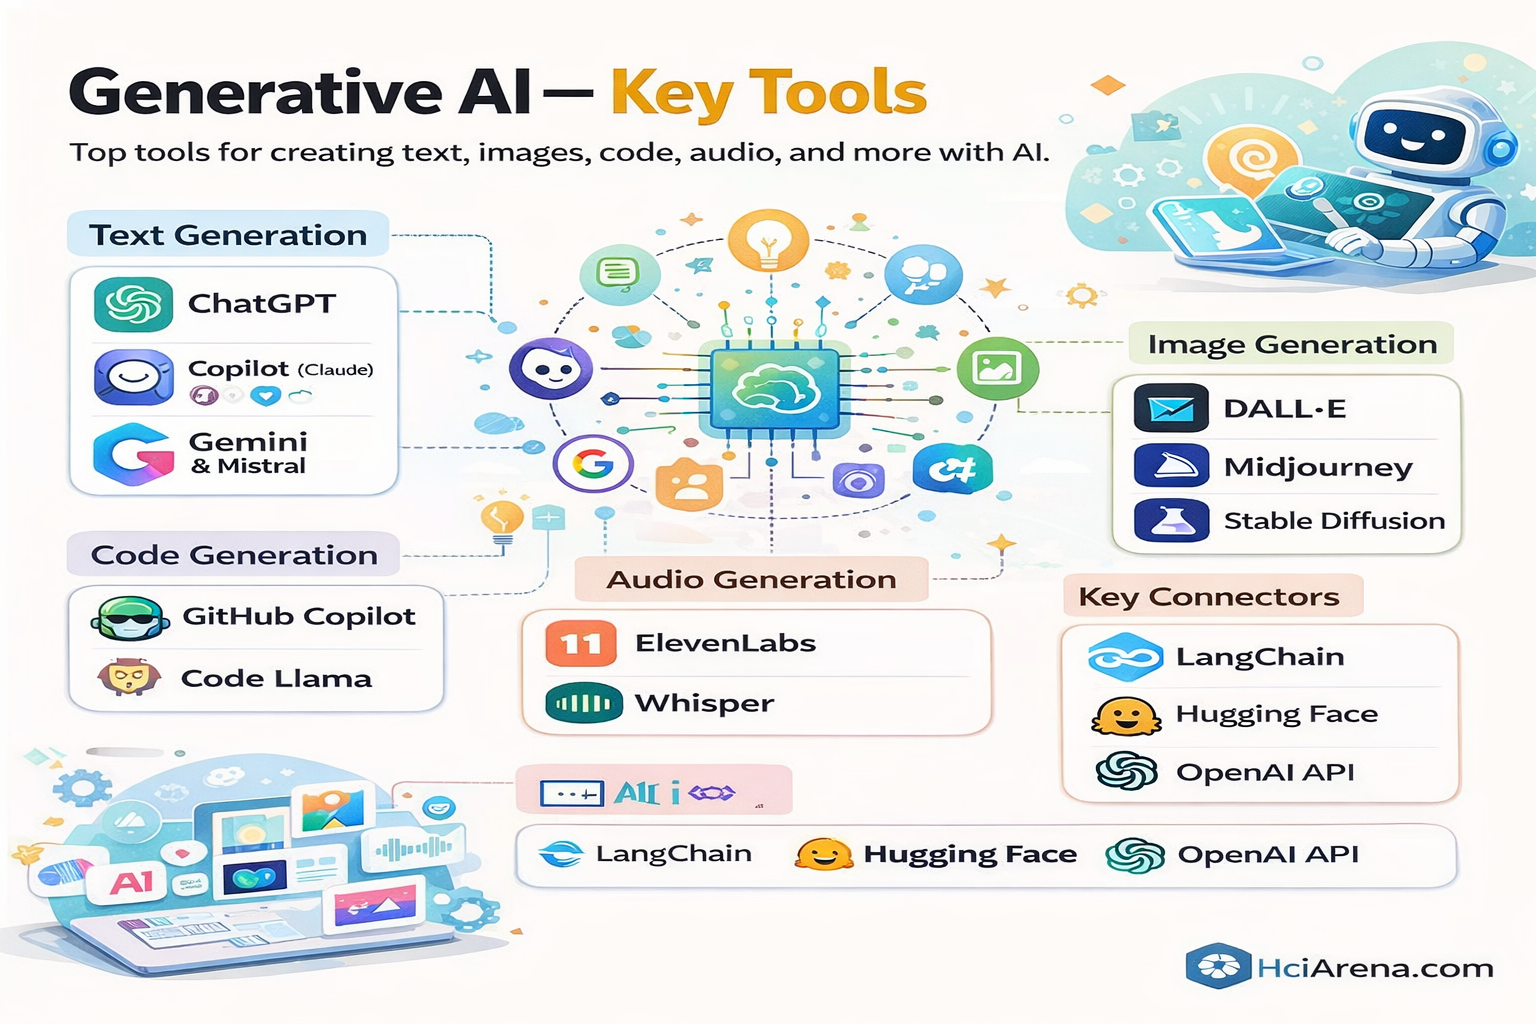 Generative AI — Key Tools
Top tools for creating text, images, code, audio, and more with AI.
Text Generation
ChatGPT
Copilot (Claude)
Gemini
& Mistral
Image Generation
DALL·E
Midjourney
Stable Diffusion
Code Generation
GitHub Copilot
Code Llama
Audio Generation
11 ElevenLabs
Whisper
Key Connectors
LangChain
Hugging Face
OpenAI API
LangChain Hugging Face OpenAI API
AI
HciArena.com